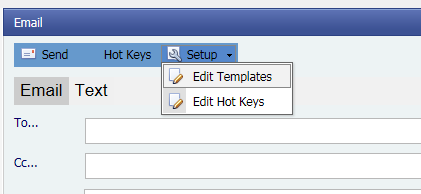 Email
Send Hot Keys Setup
Edit Templates
Email Text
Edit Hot Keys
To...
Cc...